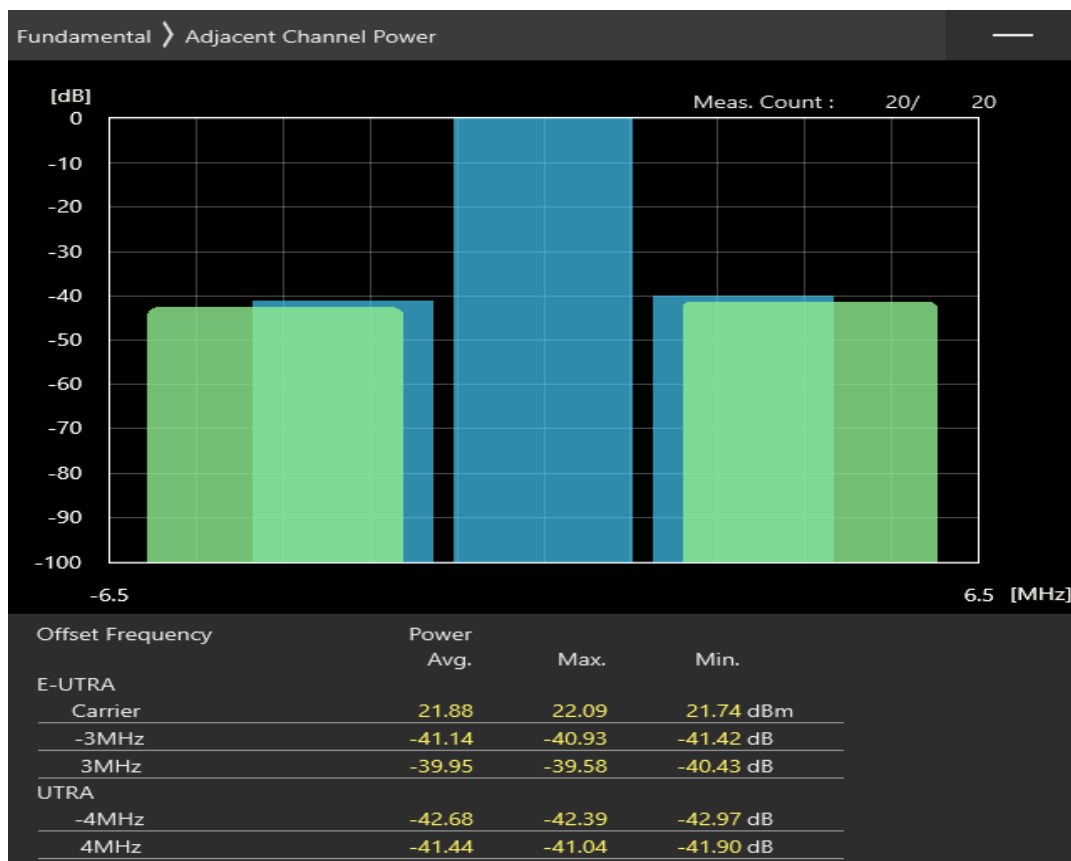 Fundamental 〉 Adjacent Channel Power
[dB]
Meas. Count : 20/ 20
0
-10
-20
-30
-40
-50
-60
-70
-80
-90
-100
-6.5 6.5 [MHz]
Offset Frequency Power
Avg. Max. Min.
E-UTRA
Carrier 21.88 22.09 21.74 dBm
-3MHz -41.14 -40.93 -41.42 dB
3MHz -39.95 -39.58 -40.43 dB
UTRA
-4MHz -42.68 -42.39 -42.97 dB
4MHz -41.44 -41.04 -41.90 dB